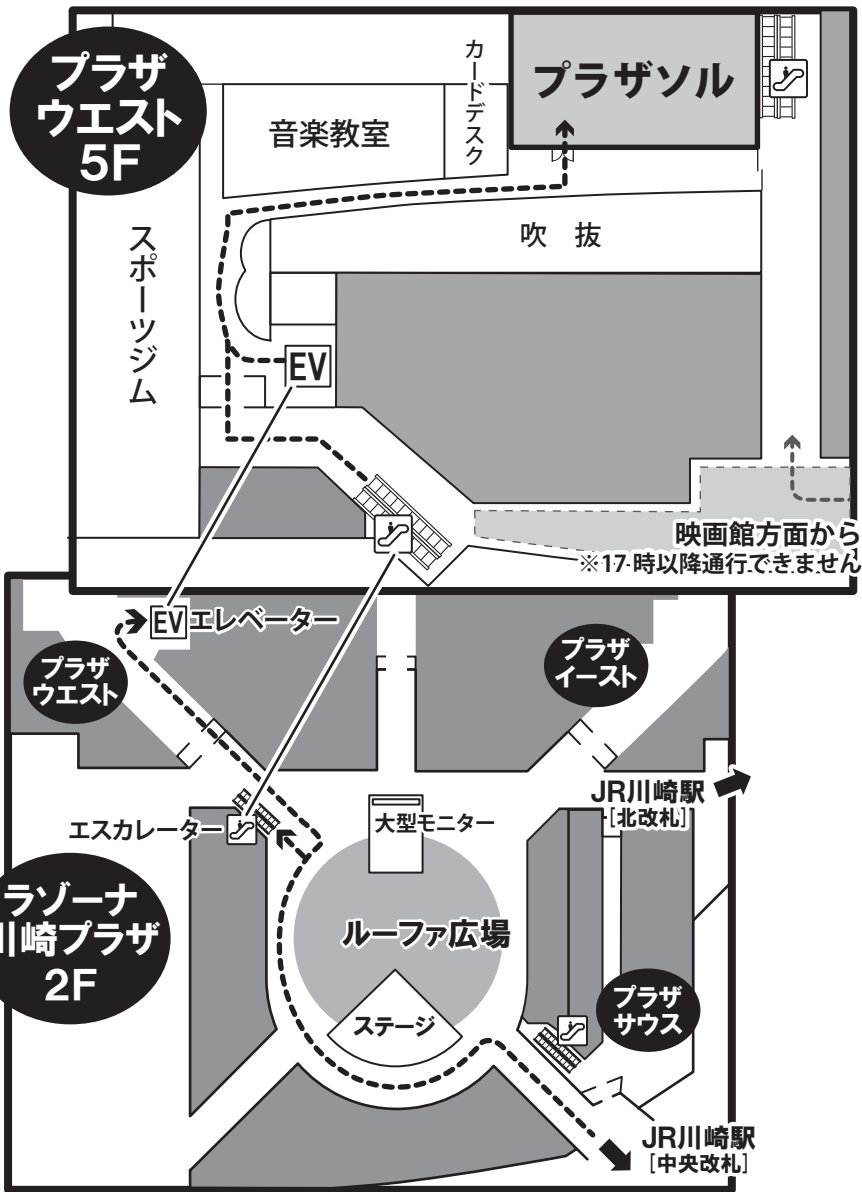 プラザ
ウエスト
5F
カードデスク
プラザソル
音楽教室
吹 抜
スポーツジム
EV
映画館方面から
※17時以降通行できません
EV エレベーター
プラザ
ウエスト
プラザ
イースト
JR川崎駅
[北改札]
エスカレーター
大型モニター
ラゾーナ
川崎プラザ
2F
ルーファ広場
ステージ
プラザ
サウス
JR川崎駅
[中央改札]